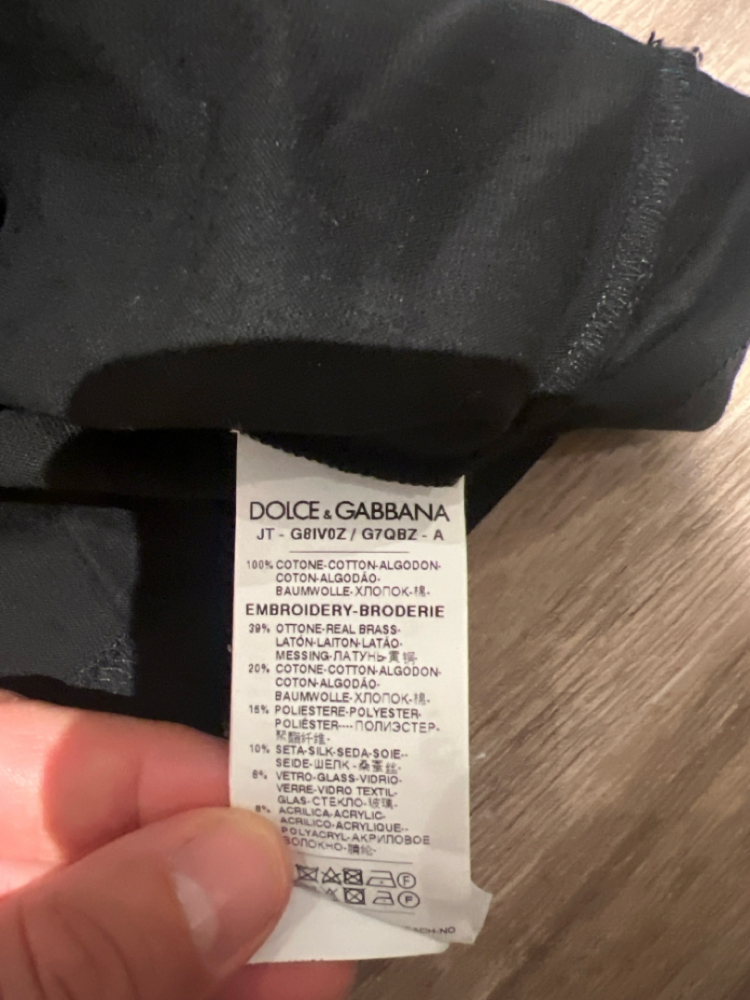 DOLCE & GABBANA
JT - G8IV0Z / G7QBZ - A
100% COTONE-COTTON-ALGODON-
COTON-ALGODÃO-
BAUMWOLLE-ХЛОПОК-棉-
EMBROIDERY-BRODERIE
39% OTTONE-REAL BRASS-
LATÓN-LAITON-LATÃO-
MESSING-ЛАТУНЬ-黄铜
20% COTONE-COTTON-ALGODON-
COTON-ALGODÃO-
BAUMWOLLE-ХЛОПОК-棉-
15% POLIESTERE-POLYESTER-
POLIÉSTER----ПОЛИЭСТЕР-
聚酯纤维-
10% SETA-SILK-SEDA-SOIE--
SEIDE-ШЕЛК-桑蚕丝-
8% VETRO-GLASS-VIDRIO-
VERRE-VIDRO TEXTIL-
GLAS-СТЕКЛО-玻璃-
8% ACRILICA-ACRYLIC-
ACRILICO-ACRYLIQUE--
POLYACRYL-АКРИЛОВОЕ
ВОЛОКНО-腈纶-
F
F